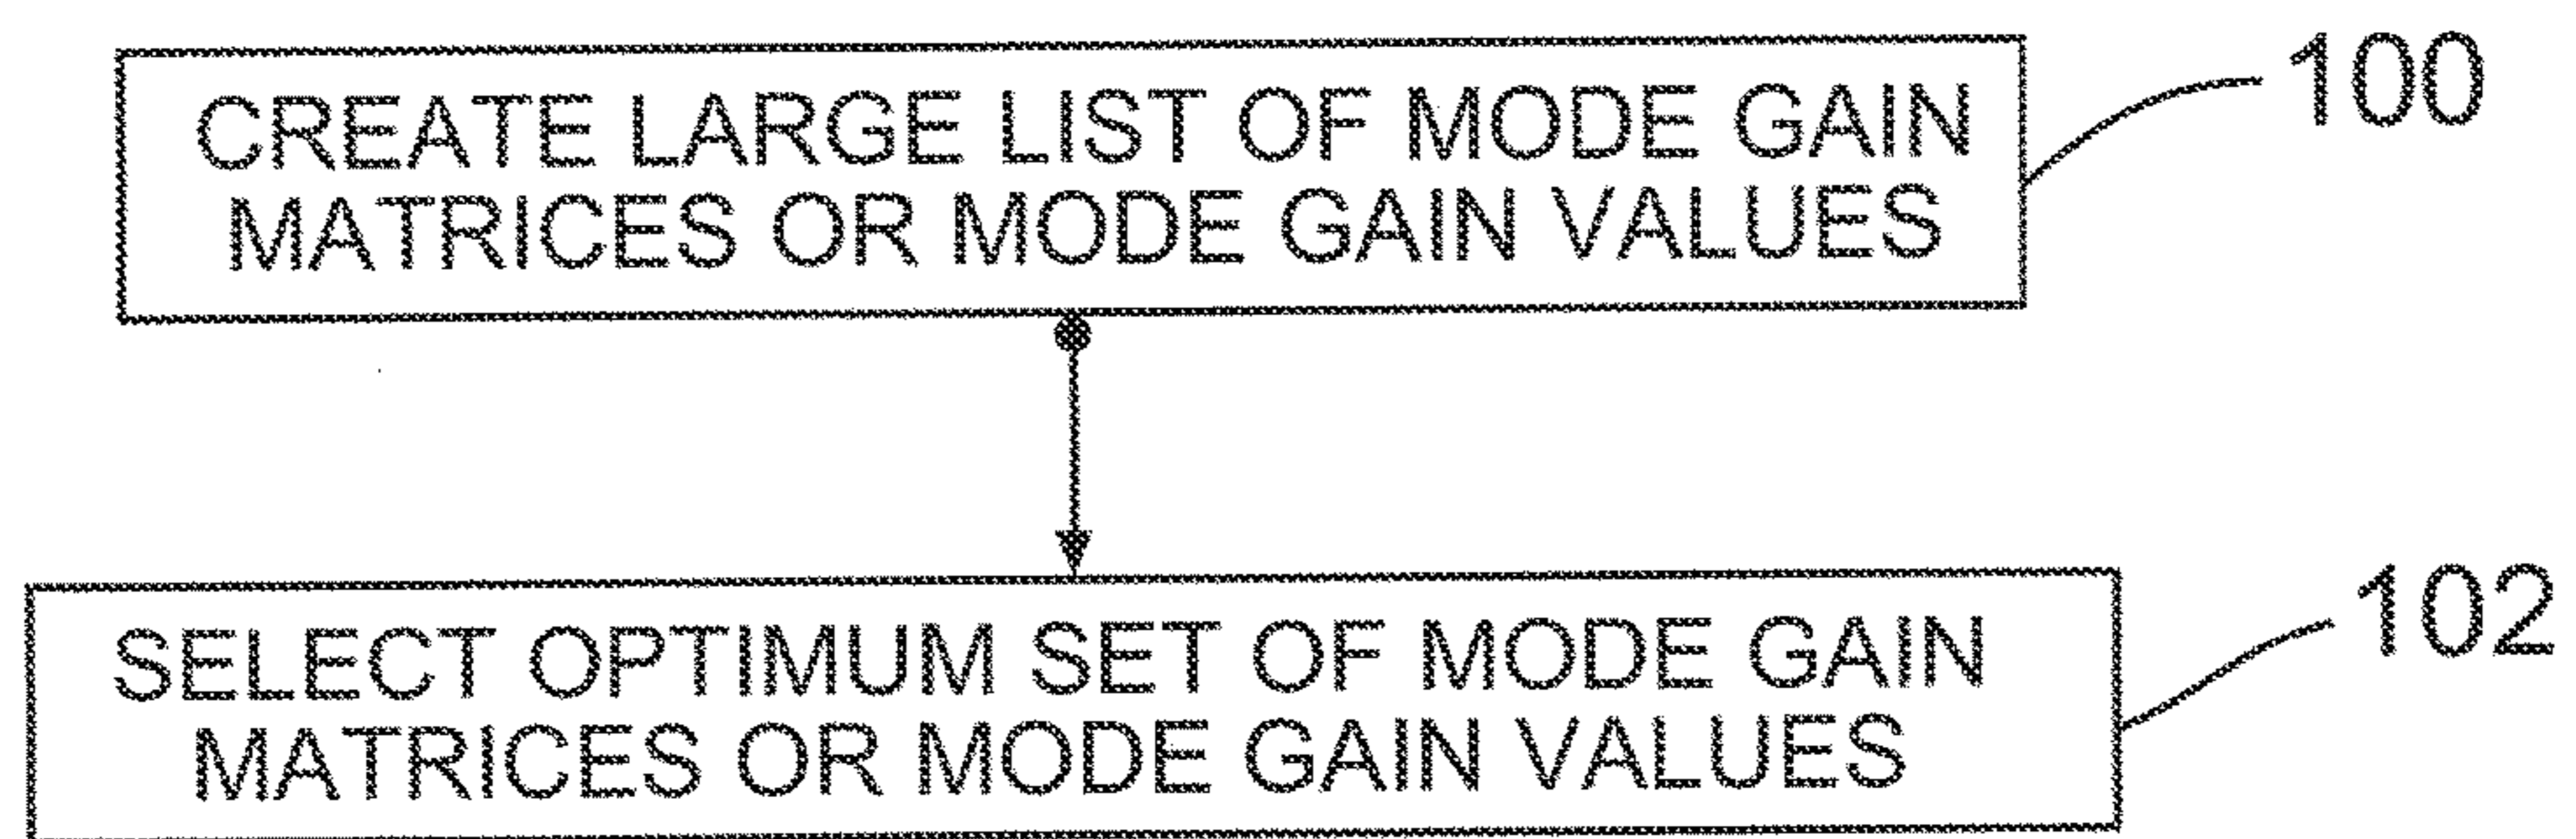 CREATE LARGE LIST OF MODE GAIN
MATRICES OR MODE GAIN VALUES
100
SELECT OPTIMUM SET OF MODE GAIN
MATRICES OR MODE GAIN VALUES
102